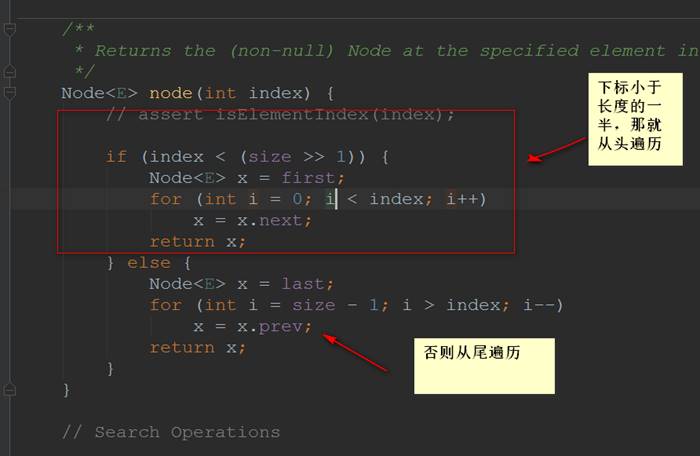 /**
* Returns the (non-null) Node at the specified element in
*/
Node<E> node(int index) {
// assert isElementIndex(index);
if (index < (size >> 1)) {
Node<E> x = first;
for (int i = 0; i < index; i++)
x = x.next;
return x;
} else {
Node<E> x = last;
for (int i = size - 1; i > index; i--)
x = x.prev;
return x;
}
}
// Search Operations
下标小于
长度的一
半，那就
从头遍历
否则从尾遍历